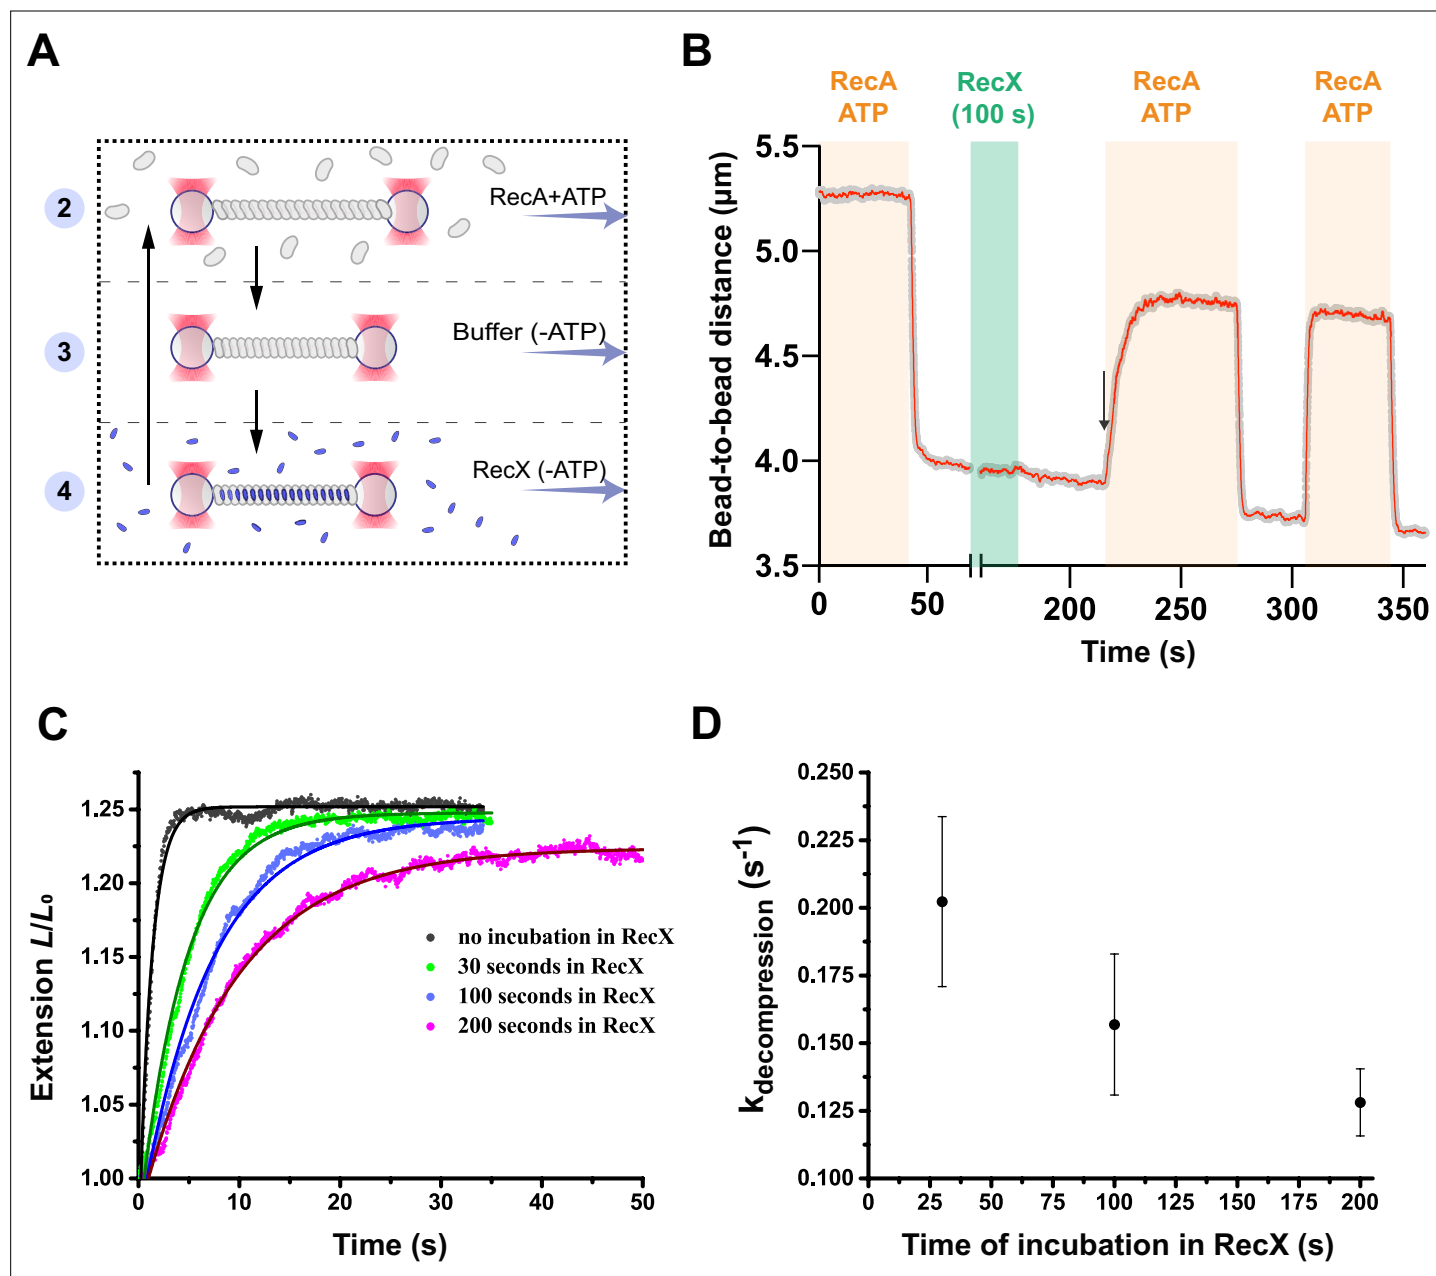 A
2
RecA+ATP
3
Buffer (-ATP)
4
RecX (-ATP)
B
RecA
ATP
RecX
(100 s)
RecA
ATP
RecA
ATP
Bead-to-bead distance (µm)
5.5
5.0
4.5
4.0
3.5
0
50
200
250
300
350
Time (s)
C
Extension L/L₀
1.25
1.20
1.15
1.10
1.05
1.00
no incubation in RecX
30 seconds in RecX
100 seconds in RecX
200 seconds in RecX
0
10
20
30
40
50
Time (s)
D
kdecompression (s⁻¹)
0.250
0.225
0.200
0.175
0.150
0.125
0.100
0
25
50
75
100
125
150
175
200
Time of incubation in RecX (s)